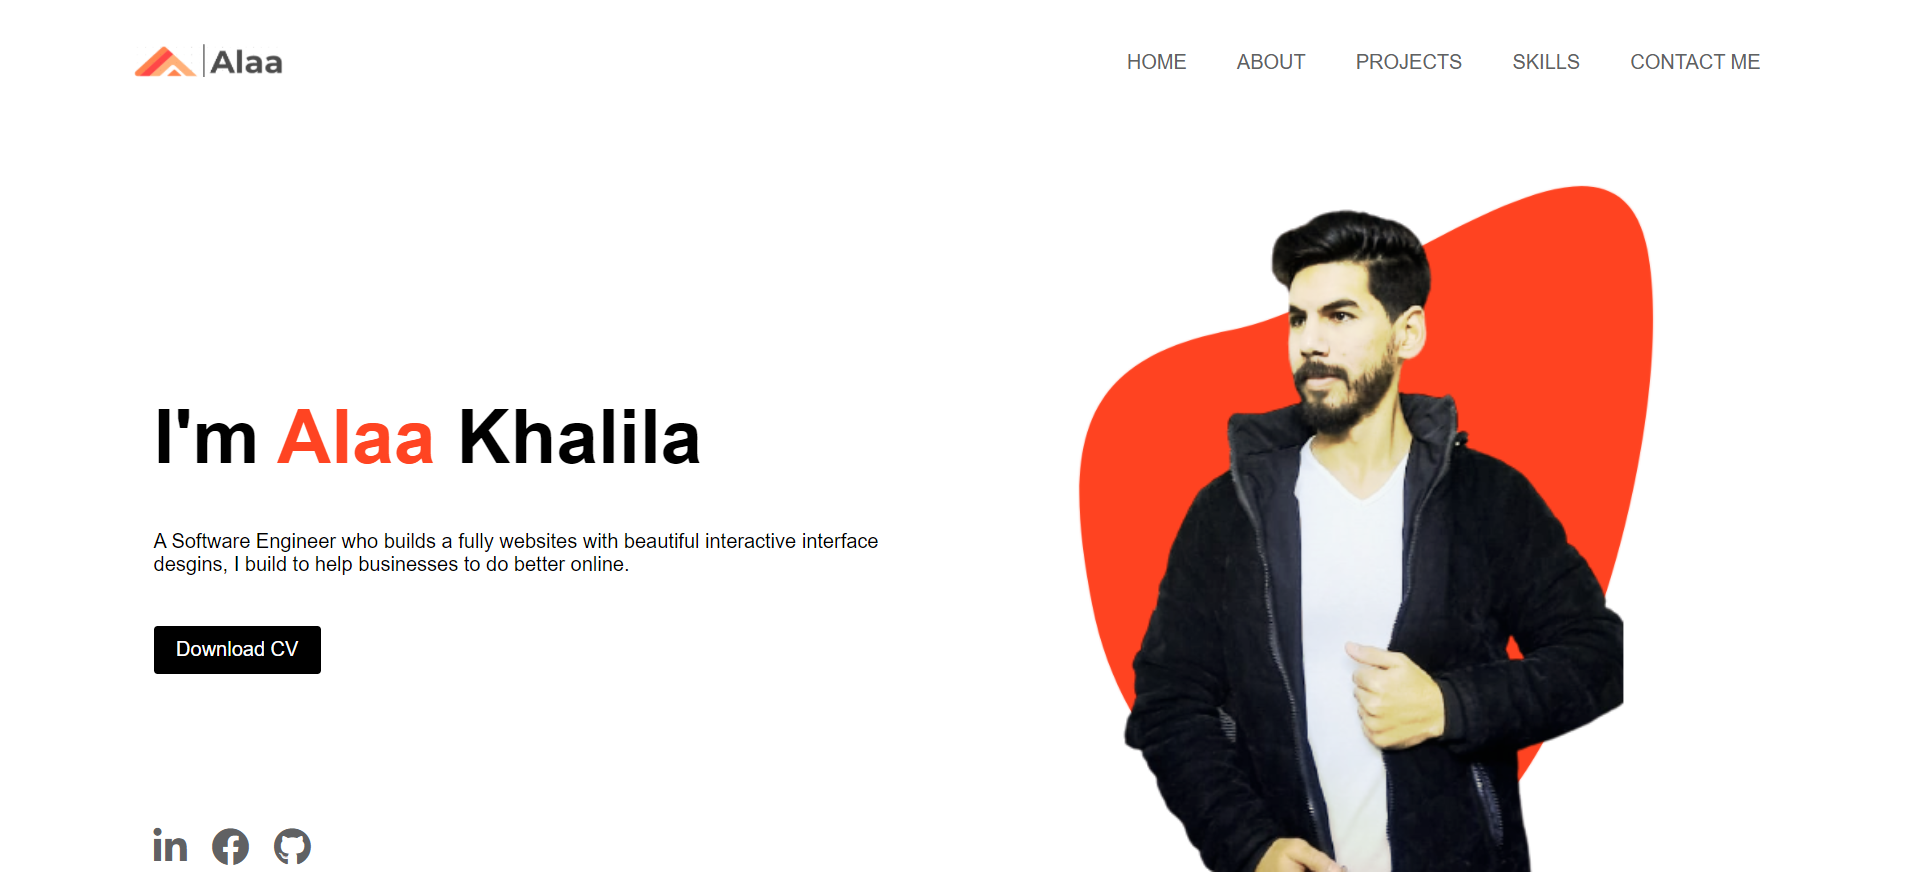 Alaa
HOME ABOUT PROJECTS SKILLS CONTACT ME
I'm Alaa Khalila
A Software Engineer who builds a fully websites with beautiful interactive interface
desgins, I build to help businesses to do better online.
Download CV
in